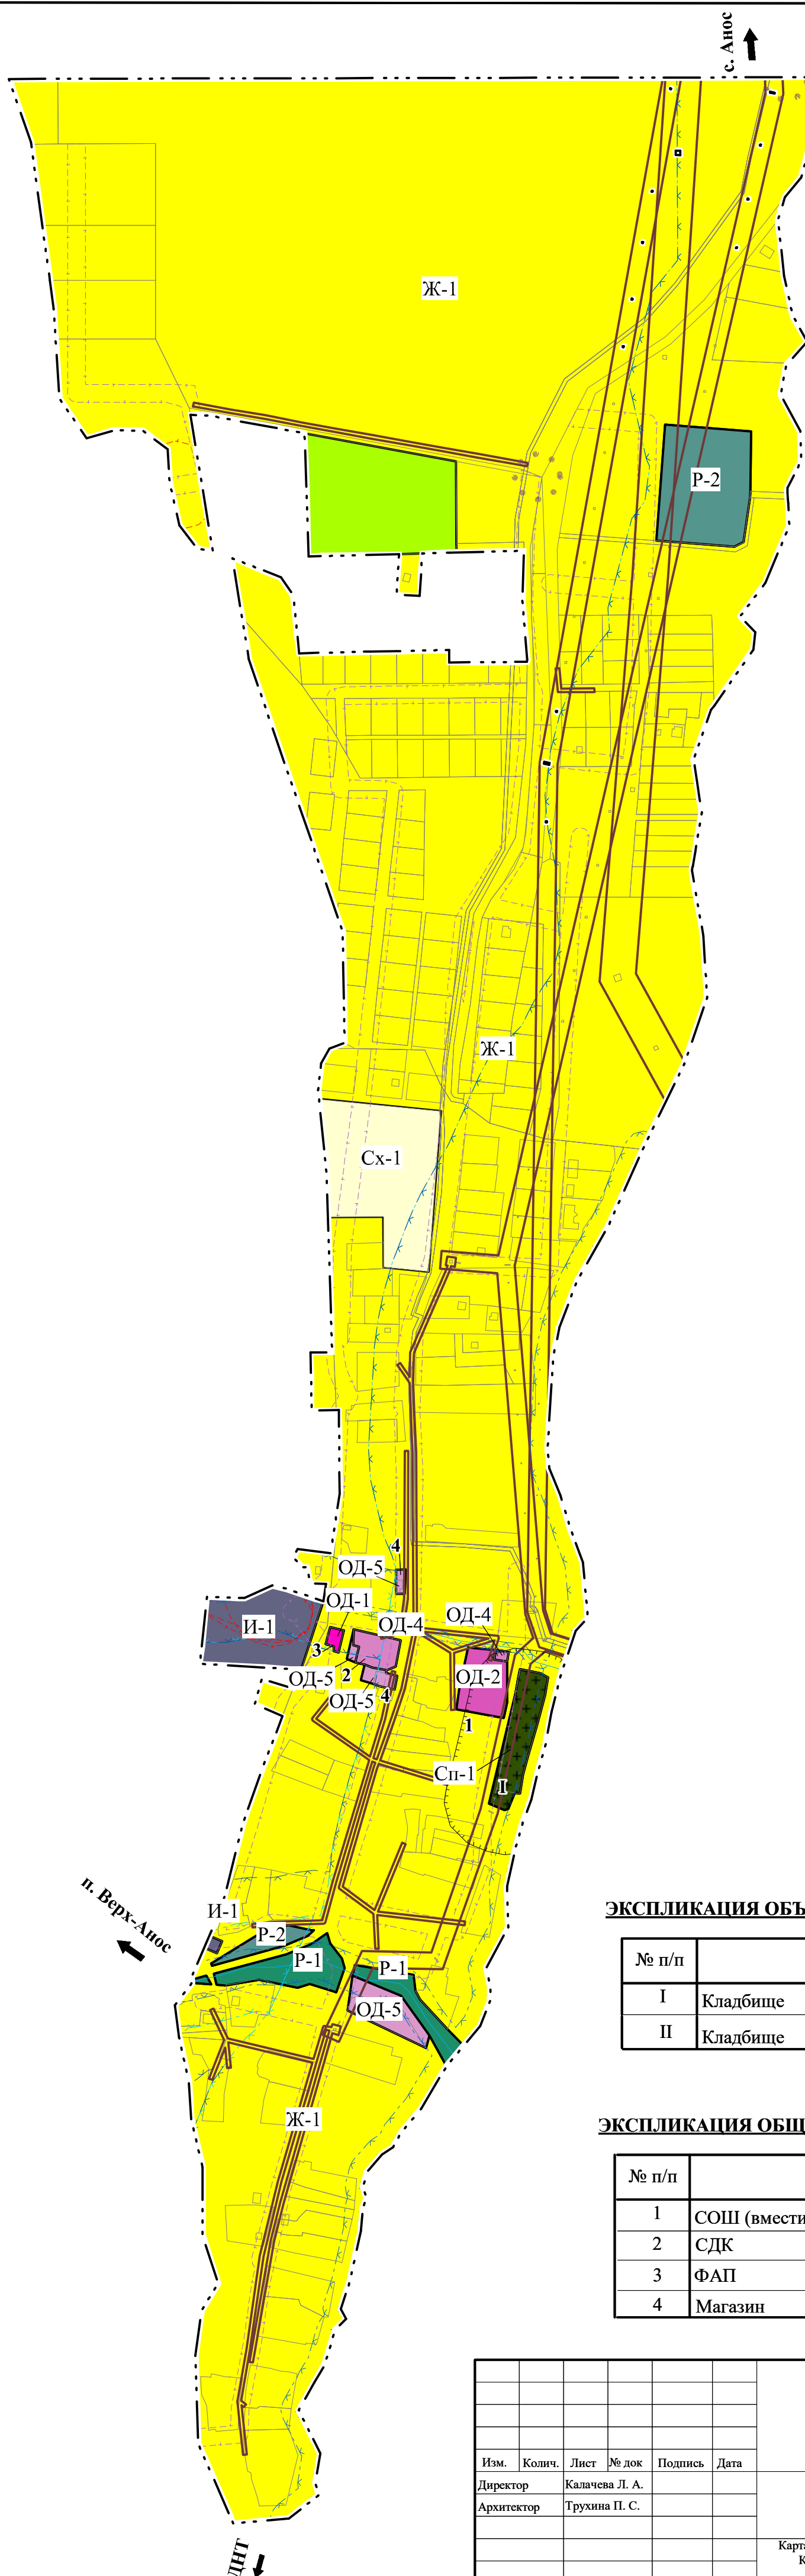 с. Анос
Ж-1
Р-2
Ж-1
Сх-1
4
ОД-5
ОД-1
И-1
ОД-4
ОД-4
3
ОД-5
2
ОД-2
ОД-5
4
1
Сп-1
I
п. Верх-Анос
И-1
Р-2
Р-1
Р-1
ОД-5
Ж-1
ДНТ
ЭКСПЛИКАЦИЯ ОБЪ
№ п/п
I Кладбище
II Кладбище
ЭКСПЛИКАЦИЯ ОБЩ
№ п/п
1 СОШ (вмести
2 СДК
3 ФАП
4 Магазин
Изм. Колич. Лист № док Подпись Дата
Директор Калачева Л. А.
Архитектор Трухина П. С.
Карта
К